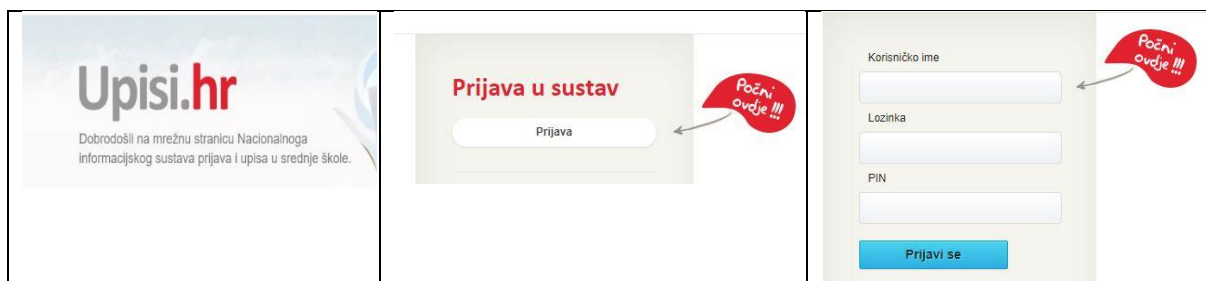 Upisi.hr
Dobrodošli na mrežnu stranicu Nacionalnoga
informacijskog sustava prijava i upisa u srednje škole.
Prijava u sustav
Prijava
Počni
ovdje !!!
Korisničko ime
Lozinka
PIN
Prijavi se
Počni
ovdje !!!